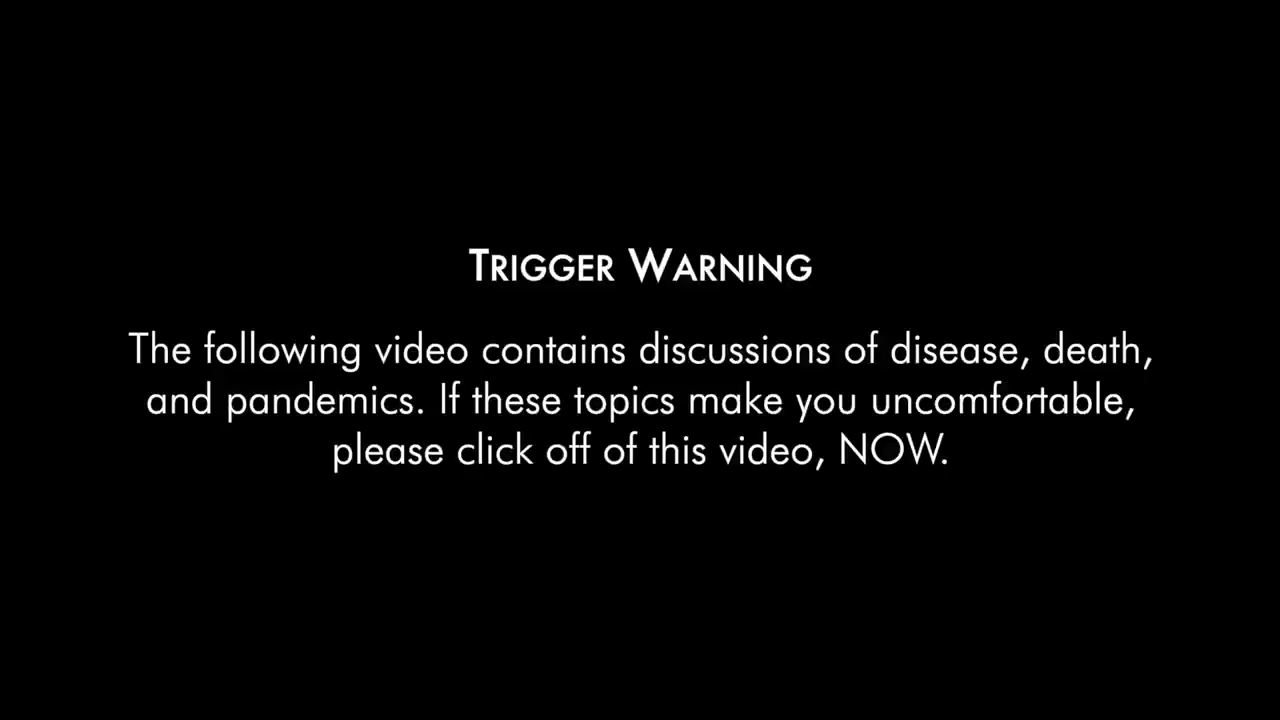 TRIGGER WARNING
The following video contains discussions of disease, death,
and pandemics. If these topics make you uncomfortable,
please click off of this video, NOW.